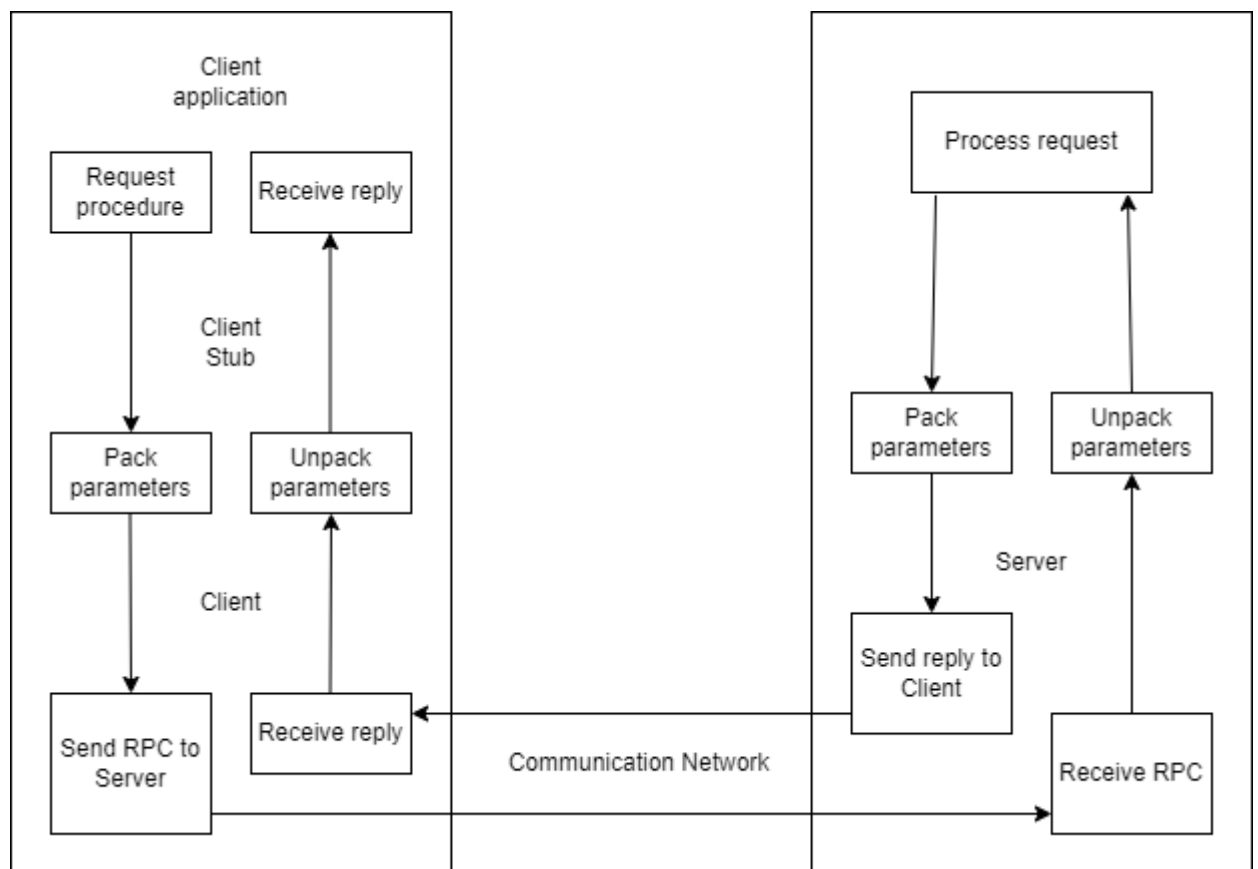 Client
application
Request
procedure
Receive reply
Client
Stub
Pack
parameters
Unpack
parameters
Client
Send RPC to
Server
Receive reply
Communication Network
Process request
Pack
parameters
Unpack
parameters
Server
Send reply to
Client
Receive RPC